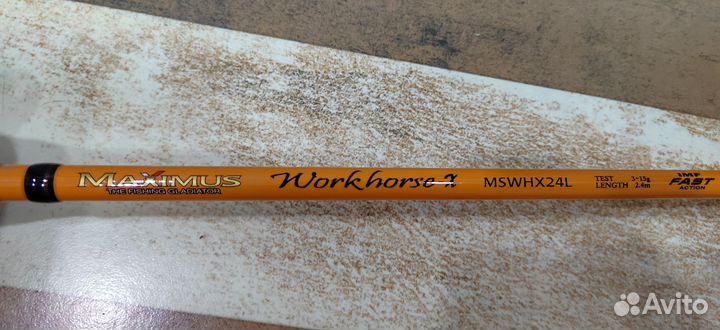 MAXIMUS
THE FISHING GLADIATOR
Workhorse-X
MSWHX24L
TEST 3-15g
LENGTH 2.4m
IMF
FAST
ACTION
Avito